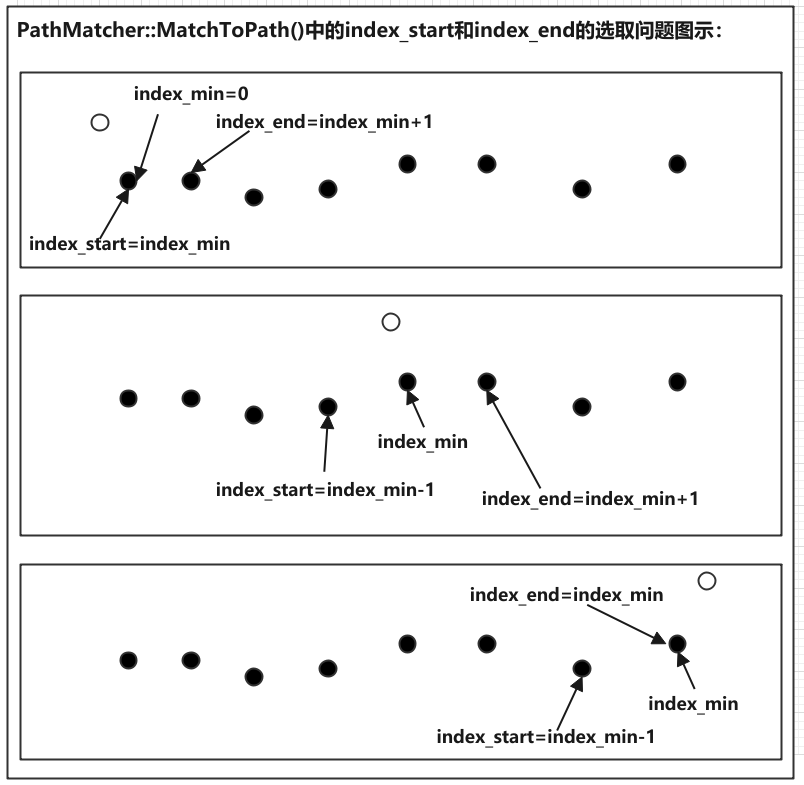 PathMatcher::MatchToPath()中的index_start和index_end的选取问题图示：
index_min=0
index_end=index_min+1
index_start=index_min
index_min
index_start=index_min-1
index_end=index_min+1
index_end=index_min
index_min
index_start=index_min-1